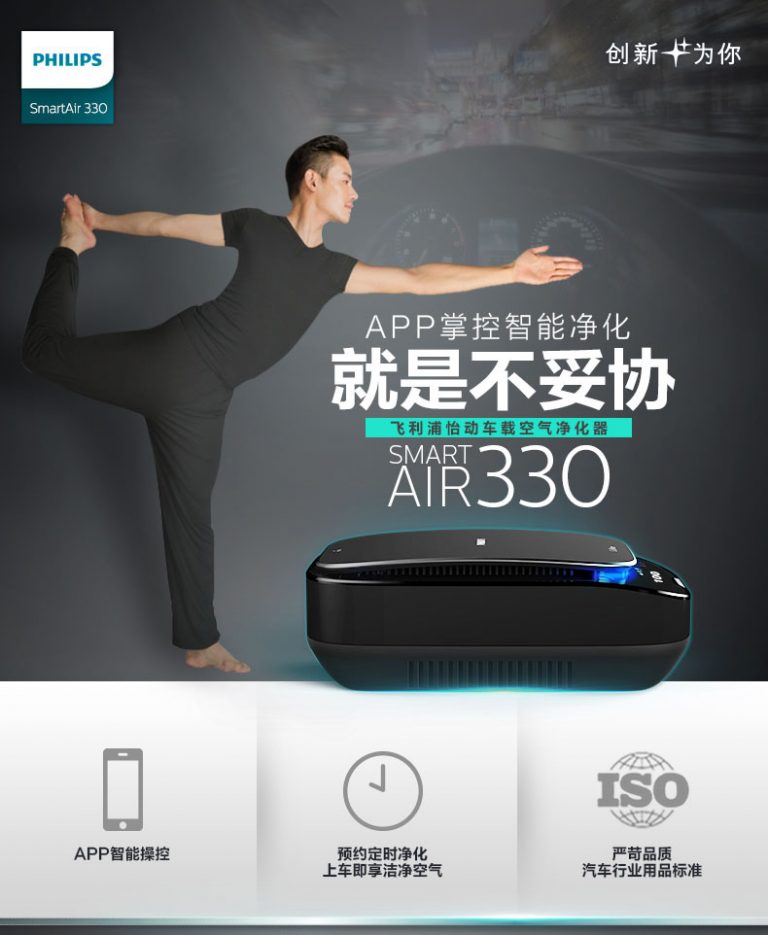 PHILIPS
SmartAir 330
创新 为你
APP掌控智能净化
就是不妥协
飞利浦怡动车载空气净化器
SMART
AIR 330
100
APP智能操控
预约定时净化
上车即享洁净空气
ISO
严苛品质
汽车行业用品标准